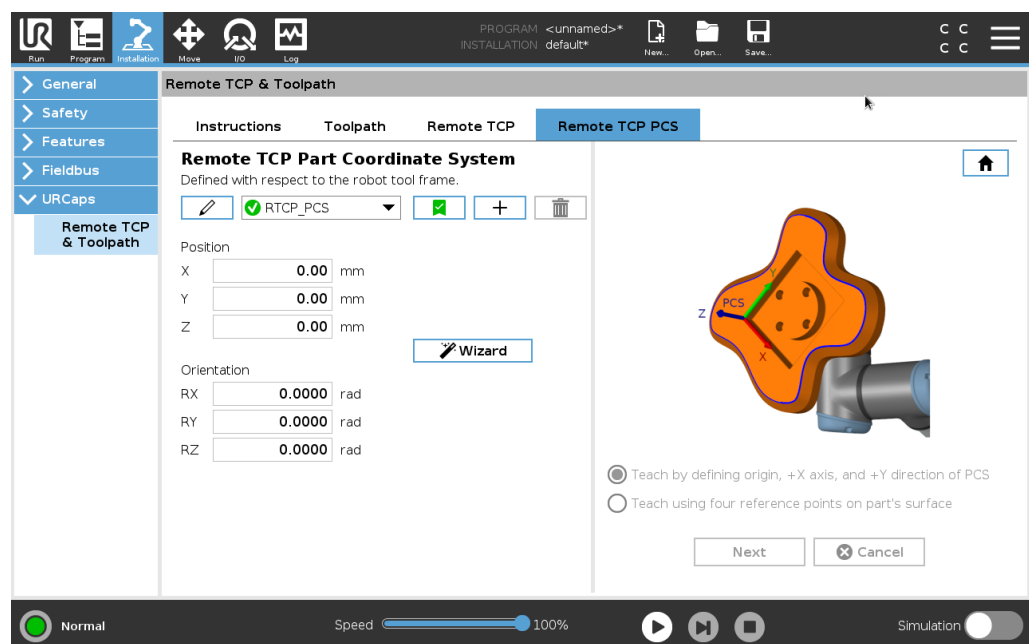 UR
PROGRAM <unnamed>*
INSTALLATION default*
C C
C C
Run Program Installation Move I/O Log New... Open... Save...
General
Safety
Features
Fieldbus
URCaps
Remote TCP
& Toolpath
Remote TCP & Toolpath
Instructions Toolpath Remote TCP Remote TCP PCS
Remote TCP Part Coordinate System
Defined with respect to the robot tool frame.
RTCP_PCS
Position
X 0.00 mm
Y 0.00 mm
Z 0.00 mm
Wizard
Orientation
RX 0.0000 rad
RY 0.0000 rad
RZ 0.0000 rad
Y
PCS
Z
X
Teach by defining origin, +X axis, and +Y direction of PCS
Teach using four reference points on part's surface
Next Cancel
Normal Speed 100% Simulation